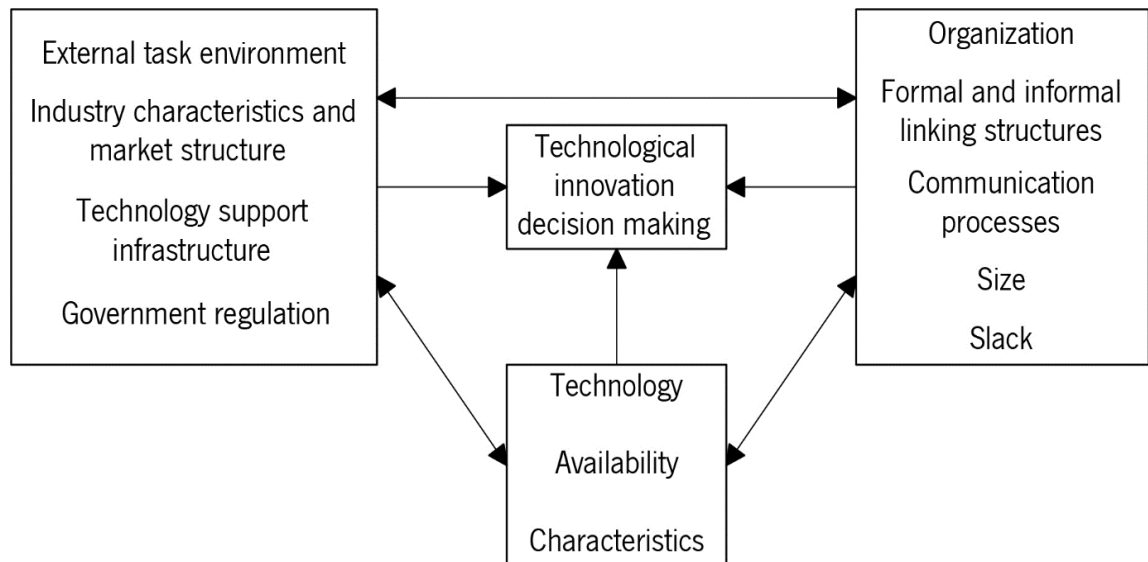 External task environment
Industry characteristics and
market structure
Technology support
infrastructure
Government regulation
Technological
innovation
decision making
Organization
Formal and informal
linking structures
Communication
processes
Size
Slack
Technology
Availability
Characteristics